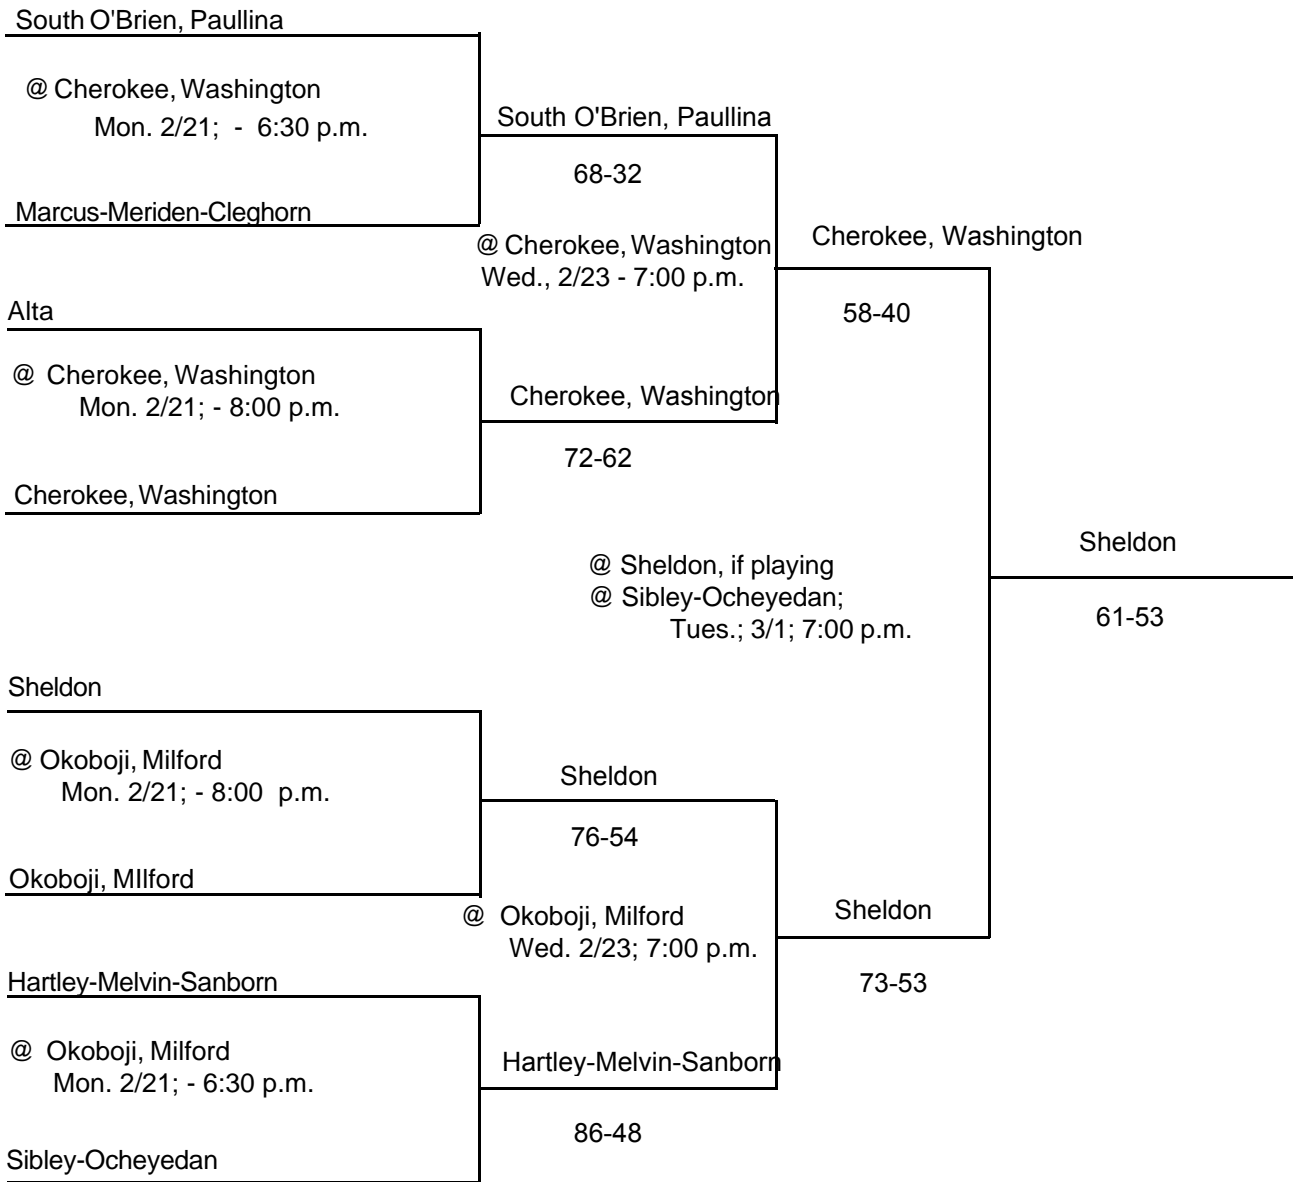 South O'Brien, Paullina
@ Cherokee, Washington
Mon. 2/21; - 6:30 p.m.
South O'Brien, Paullina
68-32
Marcus-Meriden-Cleghorn
@ Cherokee, Washington
Wed., 2/23 - 7:00 p.m.
Cherokee, Washington
58-40
Alta
@ Cherokee, Washington
Mon. 2/21; - 8:00 p.m.
Cherokee, Washington
72-62
Cherokee, Washington
@ Sheldon, if playing
@ Sibley-Ocheyedan;
Tues.; 3/1; 7:00 p.m.
Sheldon
61-53
Sheldon
@ Okoboji, Milford
Mon. 2/21; - 8:00 p.m.
Sheldon
76-54
Okoboji, MIlford
@ Okoboji, Milford
Wed. 2/23; 7:00 p.m.
Sheldon
73-53
Hartley-Melvin-Sanborn
@ Okoboji, Milford
Mon. 2/21; - 6:30 p.m.
Hartley-Melvin-Sanborn
86-48
Sibley-Ocheyedan